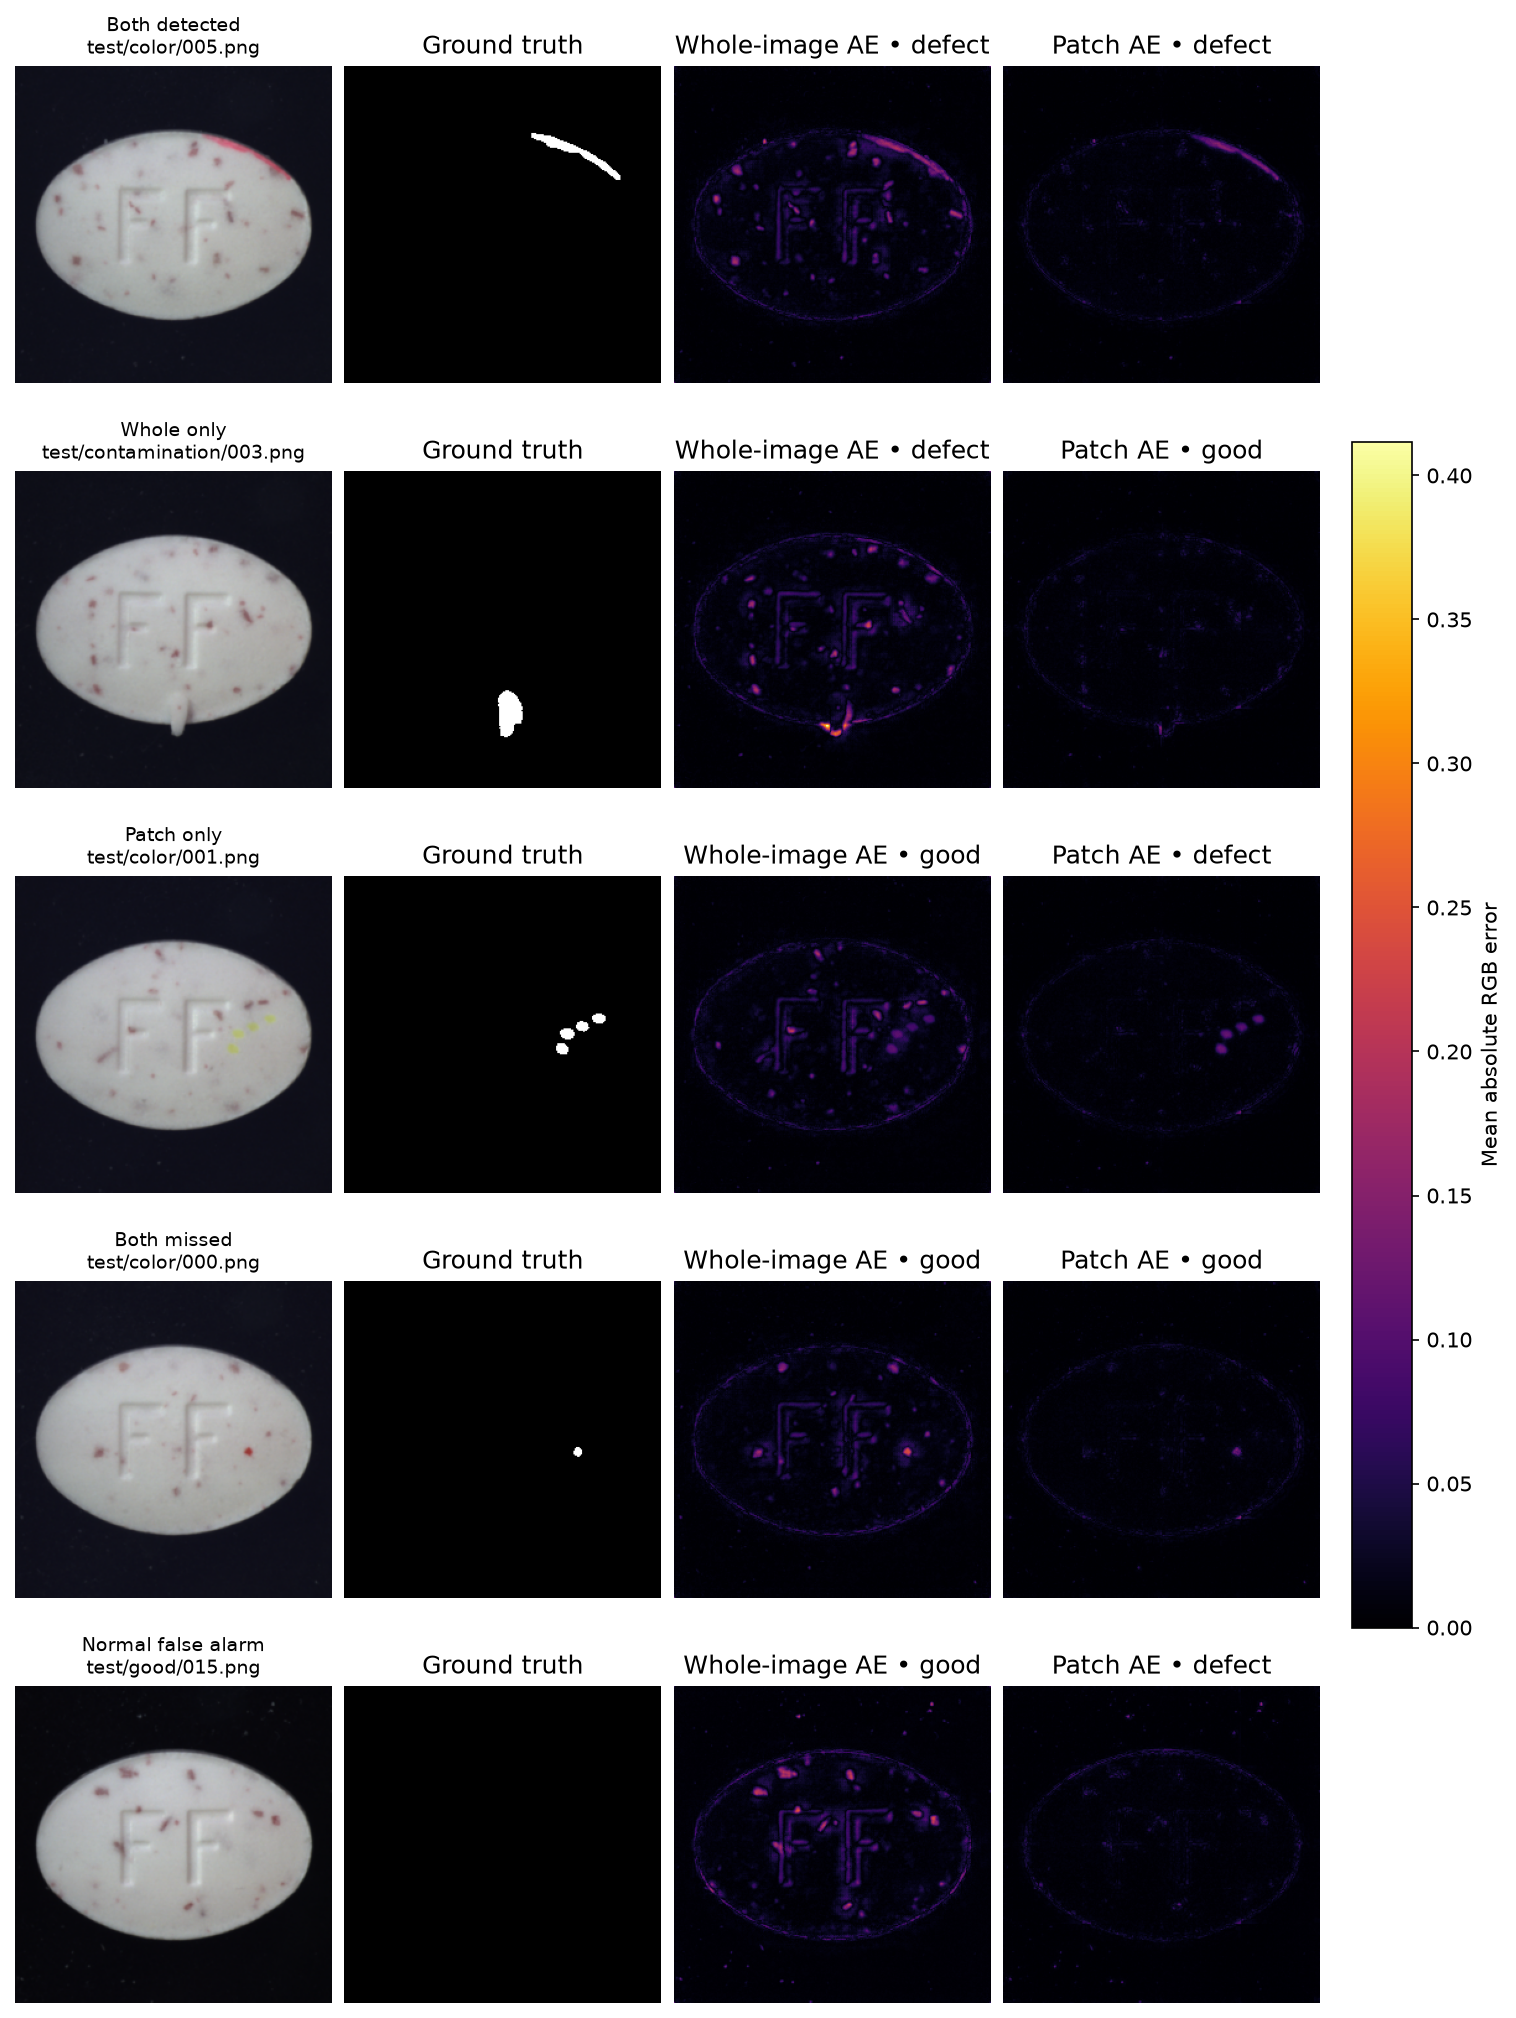 Both detected
test/color/005.png
Ground truth
Whole-image AE • defect
Patch AE • defect
FF
Whole only
test/contamination/003.png
Ground truth
Whole-image AE • defect
Patch AE • good
FF
Patch only
test/color/001.png
Ground truth
Whole-image AE • good
Patch AE • defect
FF
Both missed
test/color/000.png
Ground truth
Whole-image AE • good
Patch AE • good
FF
Normal false alarm
test/good/015.png
Ground truth
Whole-image AE • good
Patch AE • defect
FF
0.40
0.35
0.30
0.25
0.20
0.15
0.10
0.05
0.00
Mean absolute RGB error